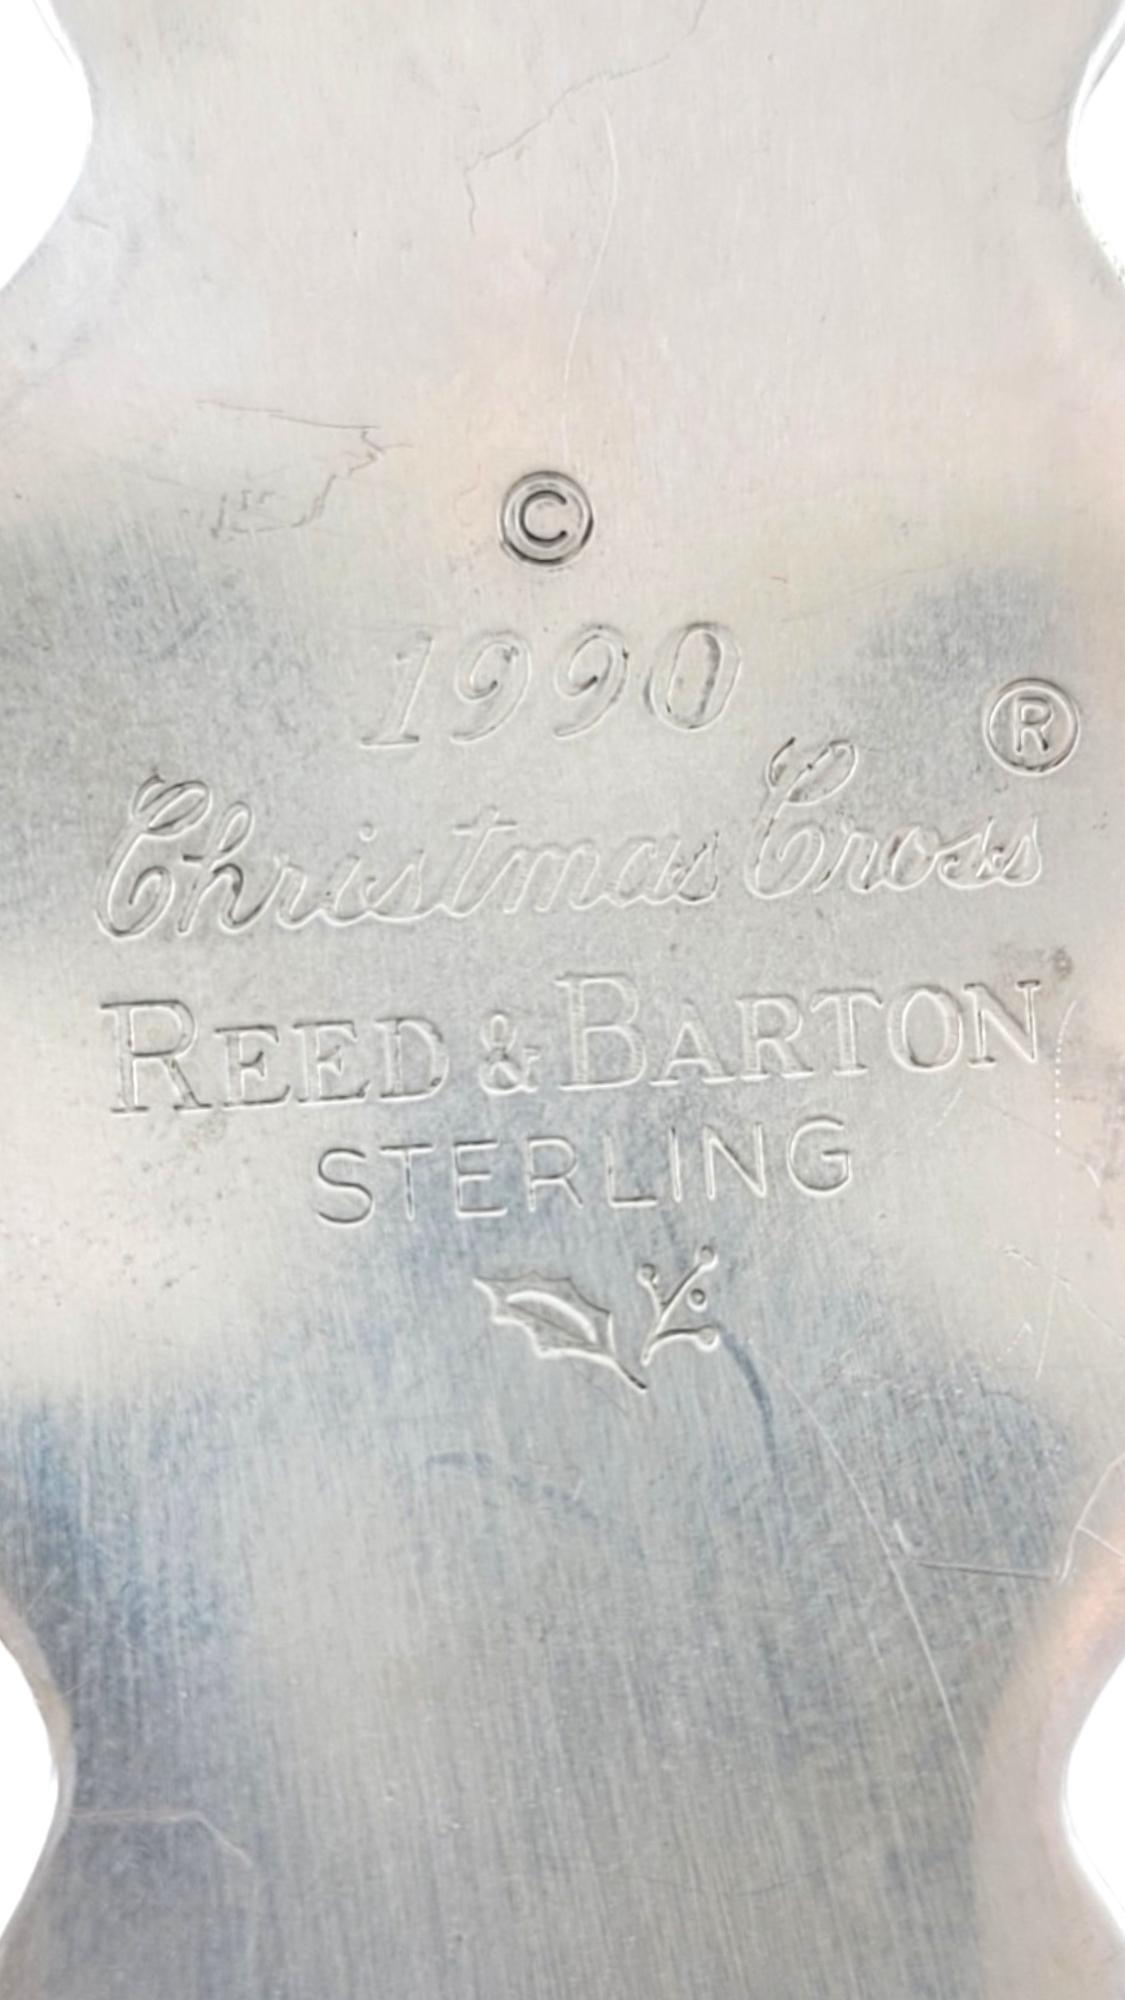 ©
1990
Christmas Cross ®
REED & BARTON
STERLING